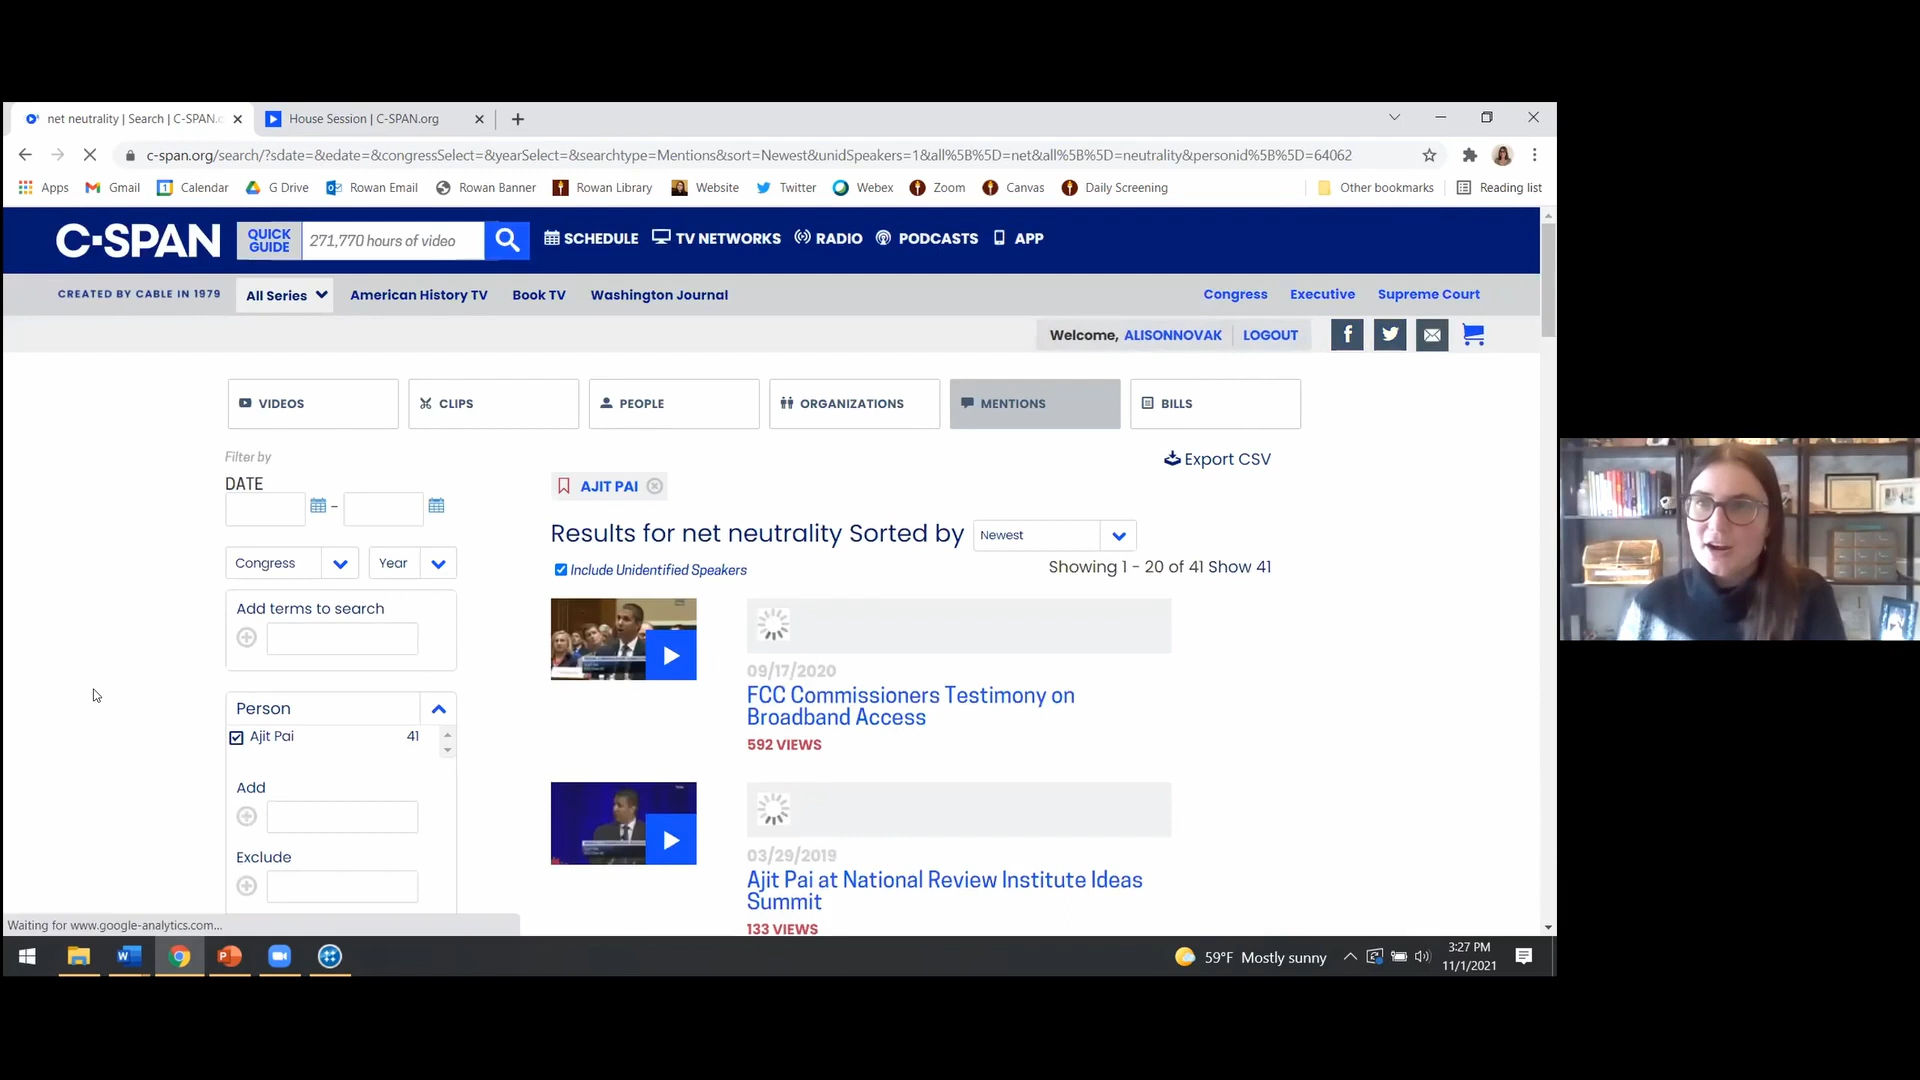 net neutrality | Search | C-SPAN.o
House Session | C-SPAN.org
c-span.org/search/?sdate=&edate=&congressSelect=&yearSelect=&searchtype=Mentions&sort=Newest&unidSpeakers=1&all%5B%5D=net&all%5B%5D=neutrality&personid%5B%5D=64062
Apps Gmail Calendar G Drive Rowan Email Rowan Banner Rowan Library Website Twitter Webex Zoom Canvas Daily Screening Other bookmarks Reading list
C-SPAN QUICK GUIDE 271,770 hours of video SCHEDULE TV NETWORKS RADIO PODCASTS APP
CREATED BY CABLE IN 1979 All Series American History TV Book TV Washington Journal Congress Executive Supreme Court
Welcome, ALISONNOVAK LOGOUT
VIDEOS CLIPS PEOPLE ORGANIZATIONS MENTIONS BILLS
Filter by
Export CSV
DATE
AJIT PAI
–
Results for net neutrality Sorted by Newest
Congress Year
Include Unidentified Speakers
Showing 1 - 20 of 41 Show 41
Add terms to search
09/17/2020
FCC Commissioners Testimony on
Broadband Access
592 VIEWS
Person
Ajit Pai 41
Add
Exclude
03/29/2019
Ajit Pai at National Review Institute Ideas
Summit
133 VIEWS
Waiting for www.google-analytics.com...
59°F Mostly sunny
3:27 PM
11/1/2021